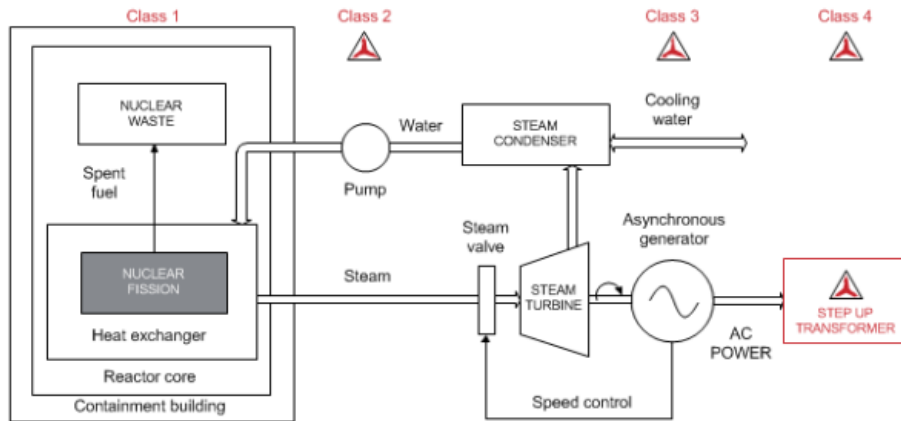 Class 1
Class 2
Class 3
Class 4
NUCLEAR
WASTE
Spent
fuel
NUCLEAR
FISSION
Heat exchanger
Reactor core
Containment building
Water
Pump
STEAM
CONDENSER
Cooling
water
Steam
Steam
valve
STEAM
TURBINE
Asynchronous
generator
AC
POWER
STEP UP
TRANSFORMER
Speed control